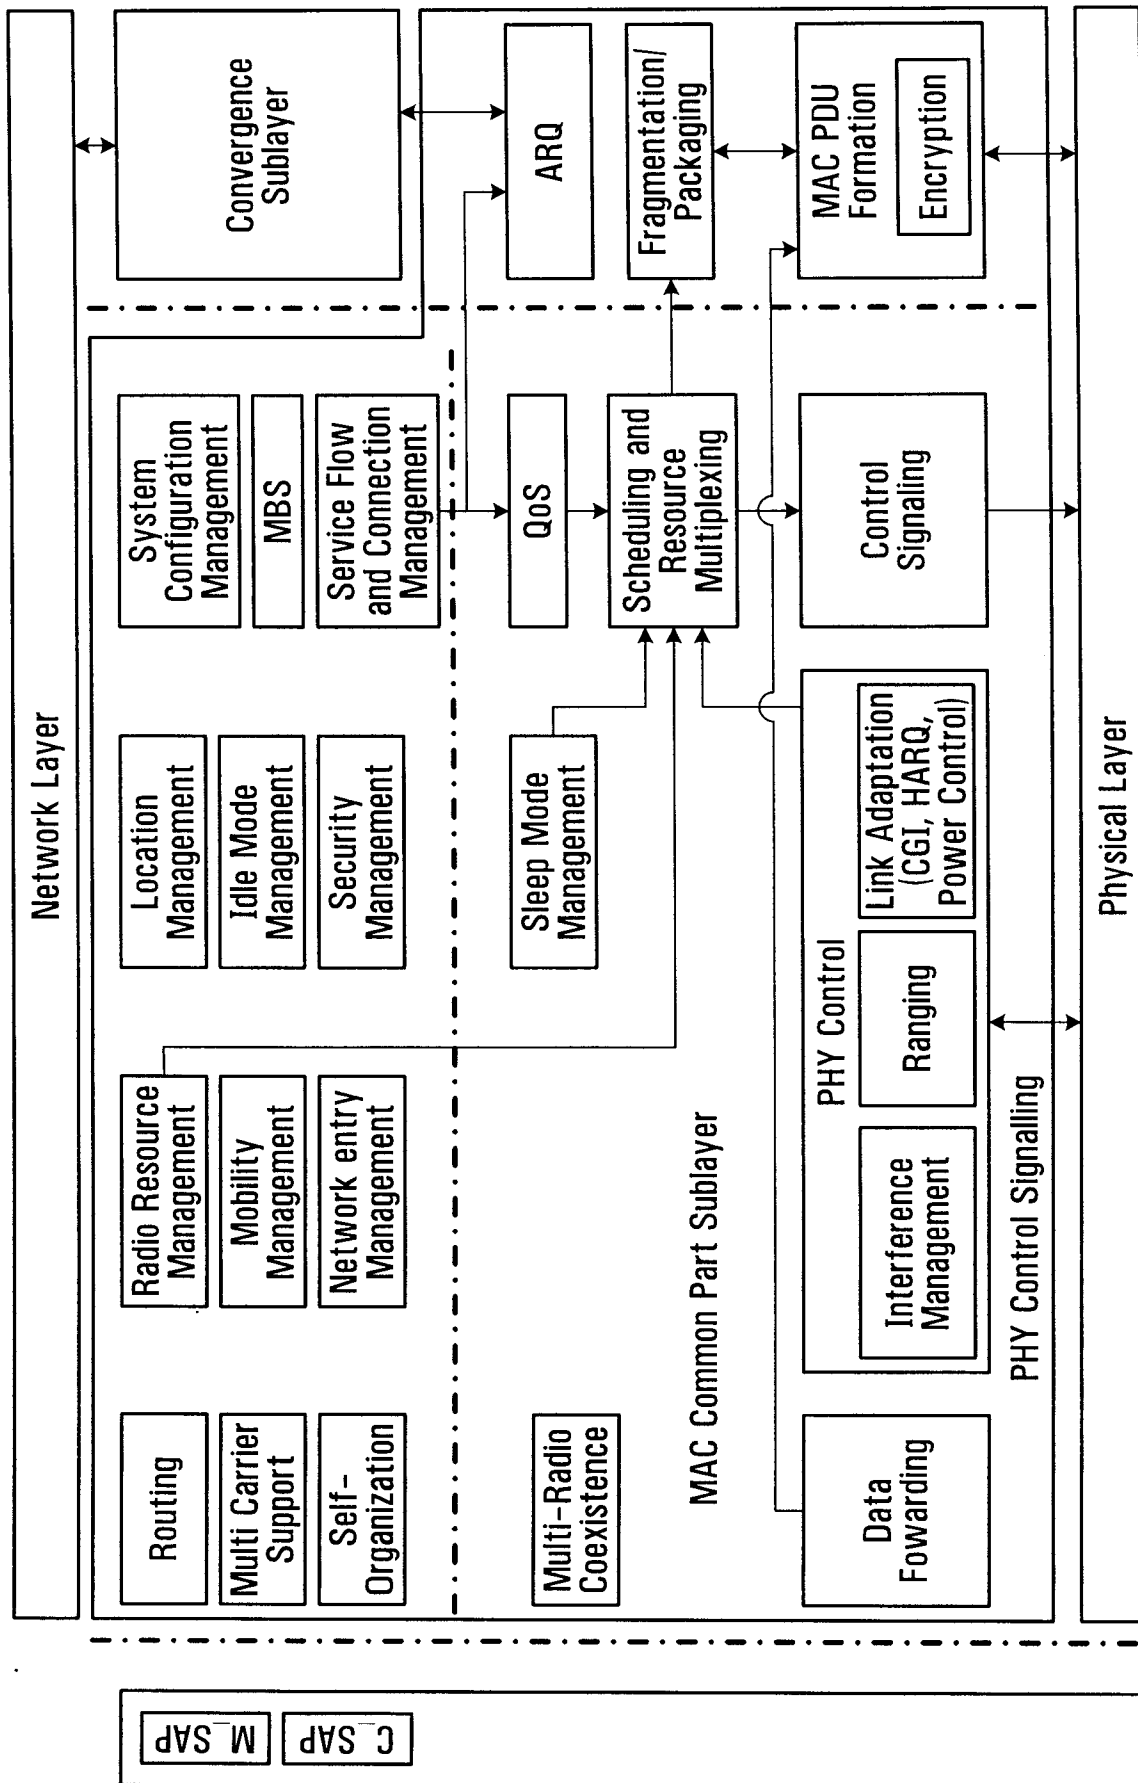 Network Layer
Routing
Multi Carrier
Support
Self-
Organization
Radio Resource
Management
Mobility
Management
Network entry
Management
Location
Management
Idle Mode
Management
Security
Management
System
Configuration
Management
MBS
Service Flow
and Connection
Management
Convergence
Sublayer
M_SAP
C_SAP
Multi-Radio
Coexistence
Sleep Mode
Management
QoS
ARQ
Scheduling and
Resource
Multiplexing
Fragmentation/
Packaging
MAC Common Part Sublayer
Data
Fowarding
PHY Control
Interference
Management
Ranging
Link Adaptation
(CGI, HARQ,
Power Control)
Control
Signaling
MAC PDU
Formation
Encryption
PHY Control Signalling
Physical Layer